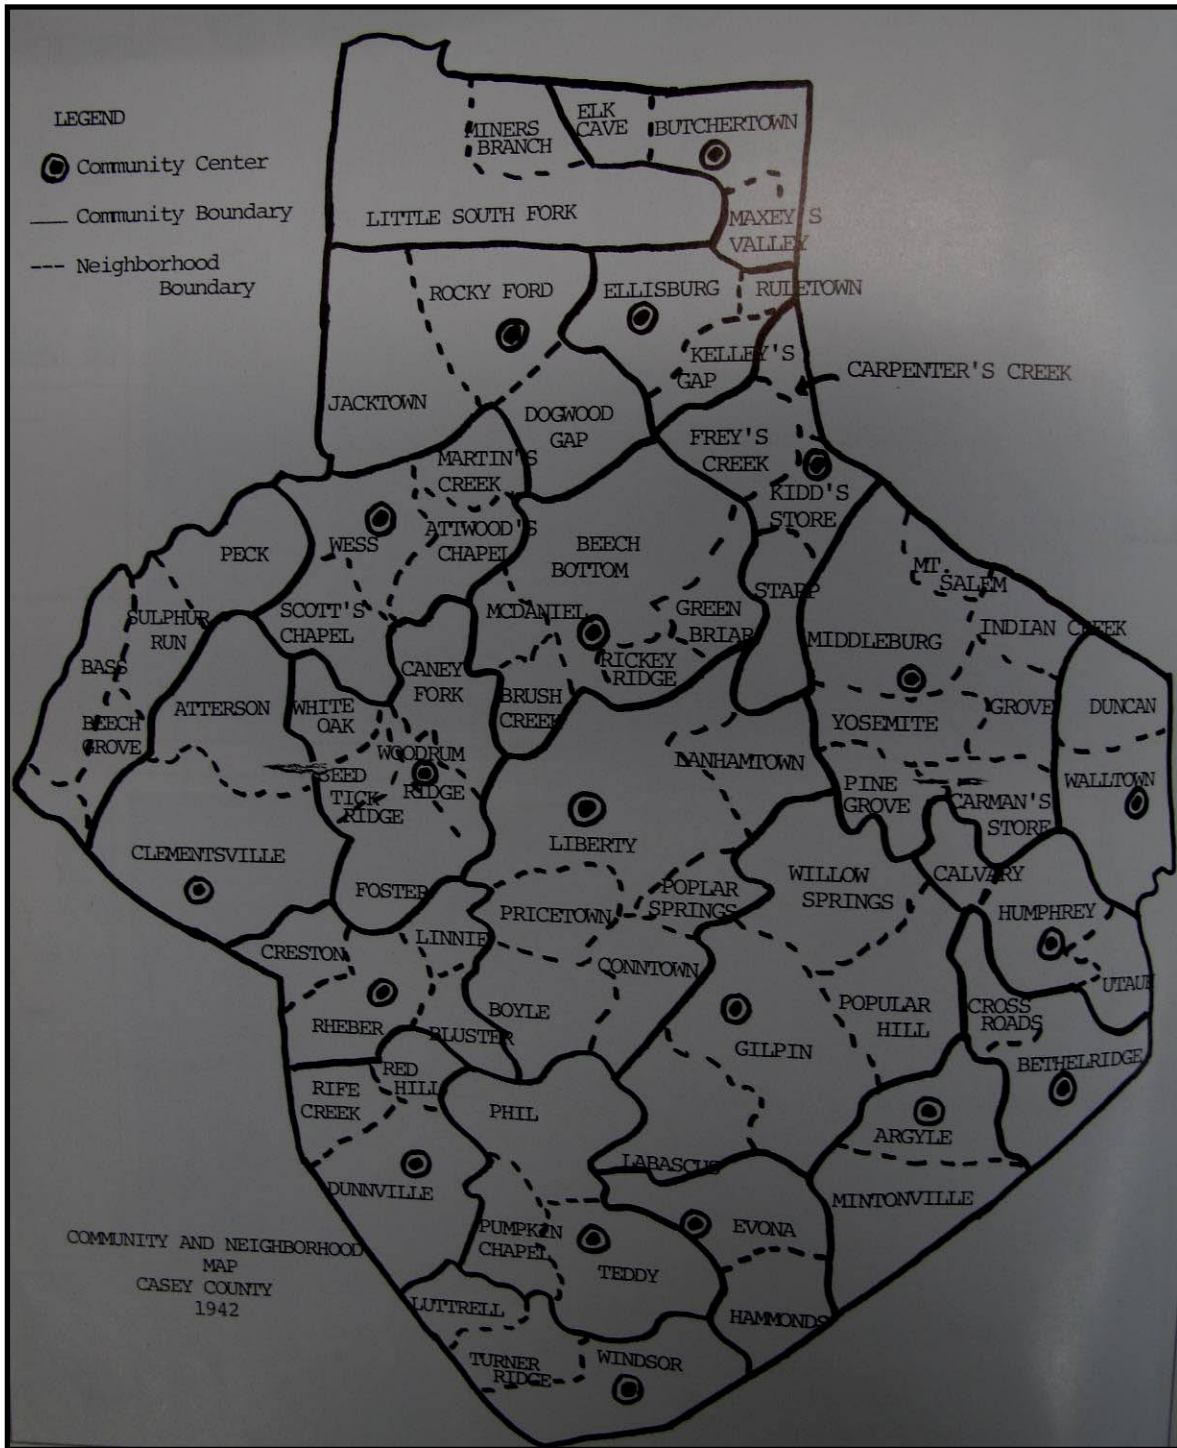 LEGEND
Community Center
Community Boundary
Neighborhood
Boundary
MINERS
BRANCH
ELK
CAVE
BUTCHERTOWN
LITTLE SOUTH FORK
MAXEY'S
VALLEY
ROCKY FORD
ELLISBURG
RULETOWN
KELLEY'S
GAP
CARPENTER'S CREEK
JACKTOWN
DOGWOOD
GAP
FREY'S
CREEK
MARTIN'S
CREEK
KIDD'S
STORE
PECK
WESS
ATTWOOD'S
CHAPEL
BEECH
BOTTOM
STAPP
MT.
SALEM
SULPHUR
RUN
SCOTT'S
CHAPEL
MCDANIEL
GREEN
BRIAR
MIDDLEBURG
INDIAN CREEK
BASS
BEECH
GROVE
ATTERSON
WHITE
OAK
CANEY
FORK
BRUSH
CREEK
RICKEY
RIDGE
YOSEMITE
GROVE
DUNCAN
WOODRUM
RIDGE
LANHAMTOWN
SEED
TICK
RIDGE
PINE
GROVE
CARMAN'S
STORE
WALLTOWN
CLEMENTSVILLE
LIBERTY
FOSTER
PRICETOWN
POPLAR
SPRINGS
WILLOW
SPRINGS
CALVARY
HUMPHREY
CRESTON
LINNIE
CONNTOWN
UTAUH
RHEBER
BLUSTER
BOYLE
GILPIN
POPULAR
HILL
CROSS
ROADS
BETHELRIDGE
RIFE
CREEK
RED
HILL
PHIL
ARGYLE
DUNNVILLE
LABASCUS
MINTONVILLE
PUMPKIN
CHAPEL
TEDDY
EVONA
COMMUNITY AND NEIGHBORHOOD
MAP
CASEY COUNTY
1942
LUTTRELL
HAMMONDS
TURNER
RIDGE
WINDSOR